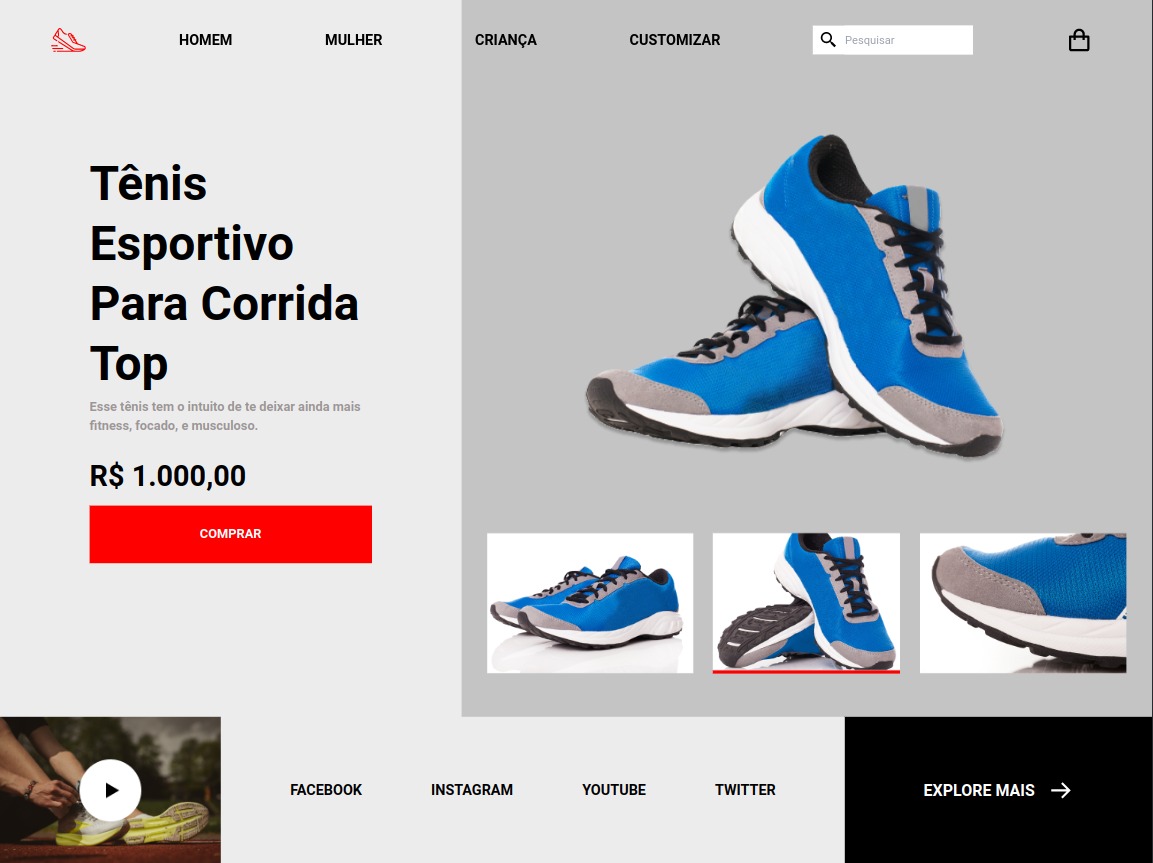 HOMEM
MULHER
CRIANÇA
CUSTOMIZAR
Pesquisar
Tênis
Esportivo
Para Corrida
Top
Esse tênis tem o intuito de te deixar ainda mais
fitness, focado, e musculoso.
R$ 1.000,00
COMPRAR
FACEBOOK
INSTAGRAM
YOUTUBE
TWITTER
EXPLORE MAIS